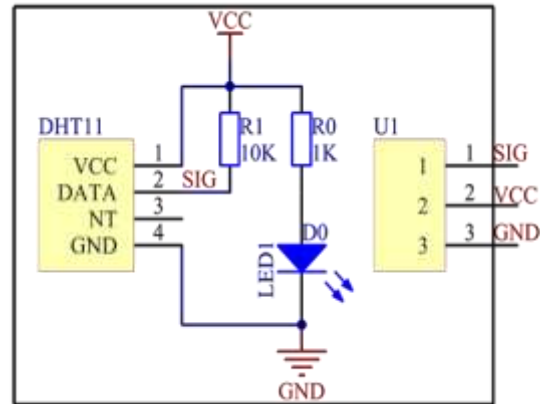 VCC
DHT11
VCC
DATA
NT
GND
1
2
3
4
SIG
R1
10K
R0
1K
D0
LED1
GND
U1
1
2
3
1
2
3
SIG
VCC
GND